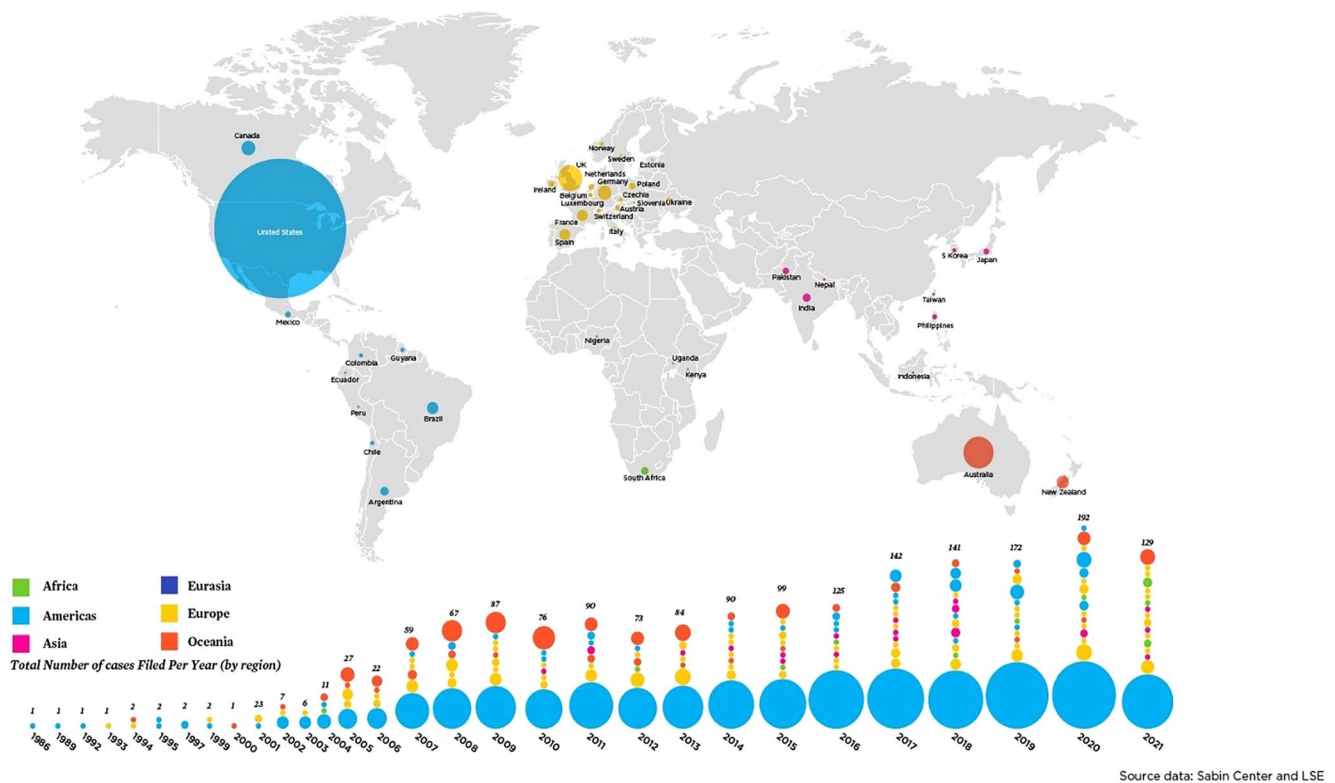 Canada
United States
Mexico
Colombia
Guyana
Ecuador
Peru
Brazil
Chile
Argentina
Norway
Sweden
Estonia
UK
Netherlands
Germany
Poland
Ireland
Belgium
Czechia
Luxembourg
Slovenia
Ukraine
Austria
Switzerland
France
Italy
Spain
Nigeria
Uganda
Kenya
South Africa
Pakistan
Nepal
India
S Korea
Japan
Taiwan
Philippines
Indonesia
Australia
New Zealand
Africa
Americas
Asia
Eurasia
Europe
Oceania
Total Number of cases Filed Per Year (by region)
1 1 1 1 2 2 2 2 1 23 7 6 11 27 22 59 67 87 76 90 73 84 90 99 125 142 141 172 192 129
1986 1989 1992 1993 1994 1995 1997 1999 2000 2001 2002 2003 2004 2005 2006 2007 2008 2009 2010 2011 2012 2013 2014 2015 2016 2017 2018 2019 2020 2021
Source data: Sabin Center and LSE